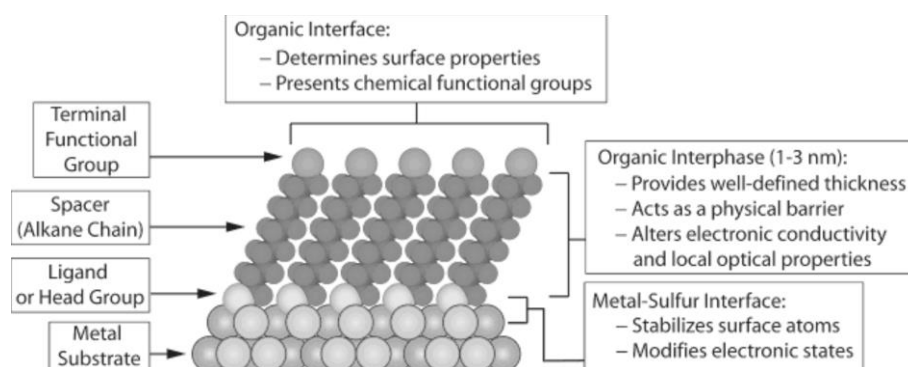 Organic Interface:
– Determines surface properties
– Presents chemical functional groups
Terminal
Functional
Group
Spacer
(Alkane Chain)
Ligand
or Head Group
Metal
Substrate
Organic Interphase (1-3 nm):
– Provides well-defined thickness
– Acts as a physical barrier
– Alters electronic conductivity
and local optical properties
Metal-Sulfur Interface:
– Stabilizes surface atoms
– Modifies electronic states